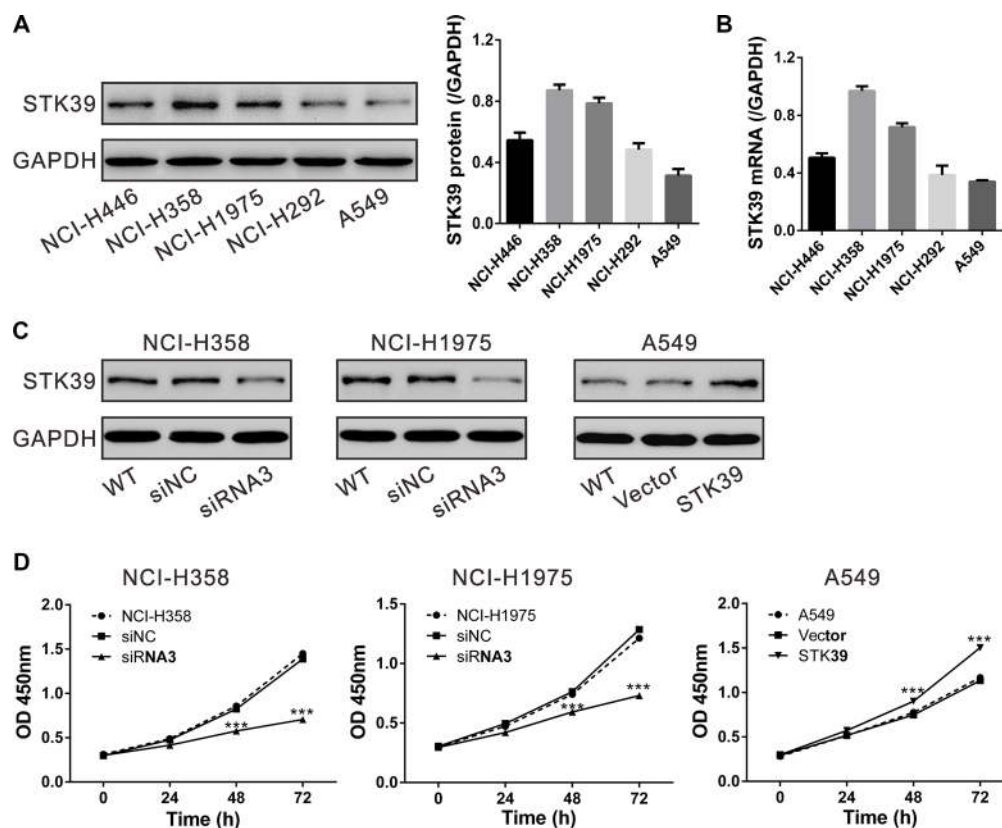 A
STK39
GAPDH
NCI-H446
NCI-H358
NCI-H1975
NCI-H292
A549
STK39 protein (/GAPDH)
1.2
0.8
0.4
0.0
NCI-H446
NCI-H358
NCI-H1975
NCI-H292
A549
B
STK39 mRNA (/GAPDH)
1.2
0.8
0.4
0.0
NCI-H446
NCI-H358
NCI-H1975
NCI-H292
A549
C
NCI-H358
STK39
GAPDH
WT
siNC
siRNA3
NCI-H1975
WT
siNC
siRNA3
A549
WT
Vector
STK39
D
NCI-H358
NCI-H358
siNC
siRNA3
OD 450nm
2.0
1.5
1.0
0.5
0.0
***
***
0
24
48
72
Time (h)
NCI-H1975
NCI-H1975
siNC
siRNA3
OD 450nm
1.5
1.0
0.5
0.0
***
***
0
24
48
72
Time (h)
A549
A549
Vector
STK39
OD 450nm
2.0
1.5
1.0
0.5
0.0
***
***
0
24
48
72
Time (h)